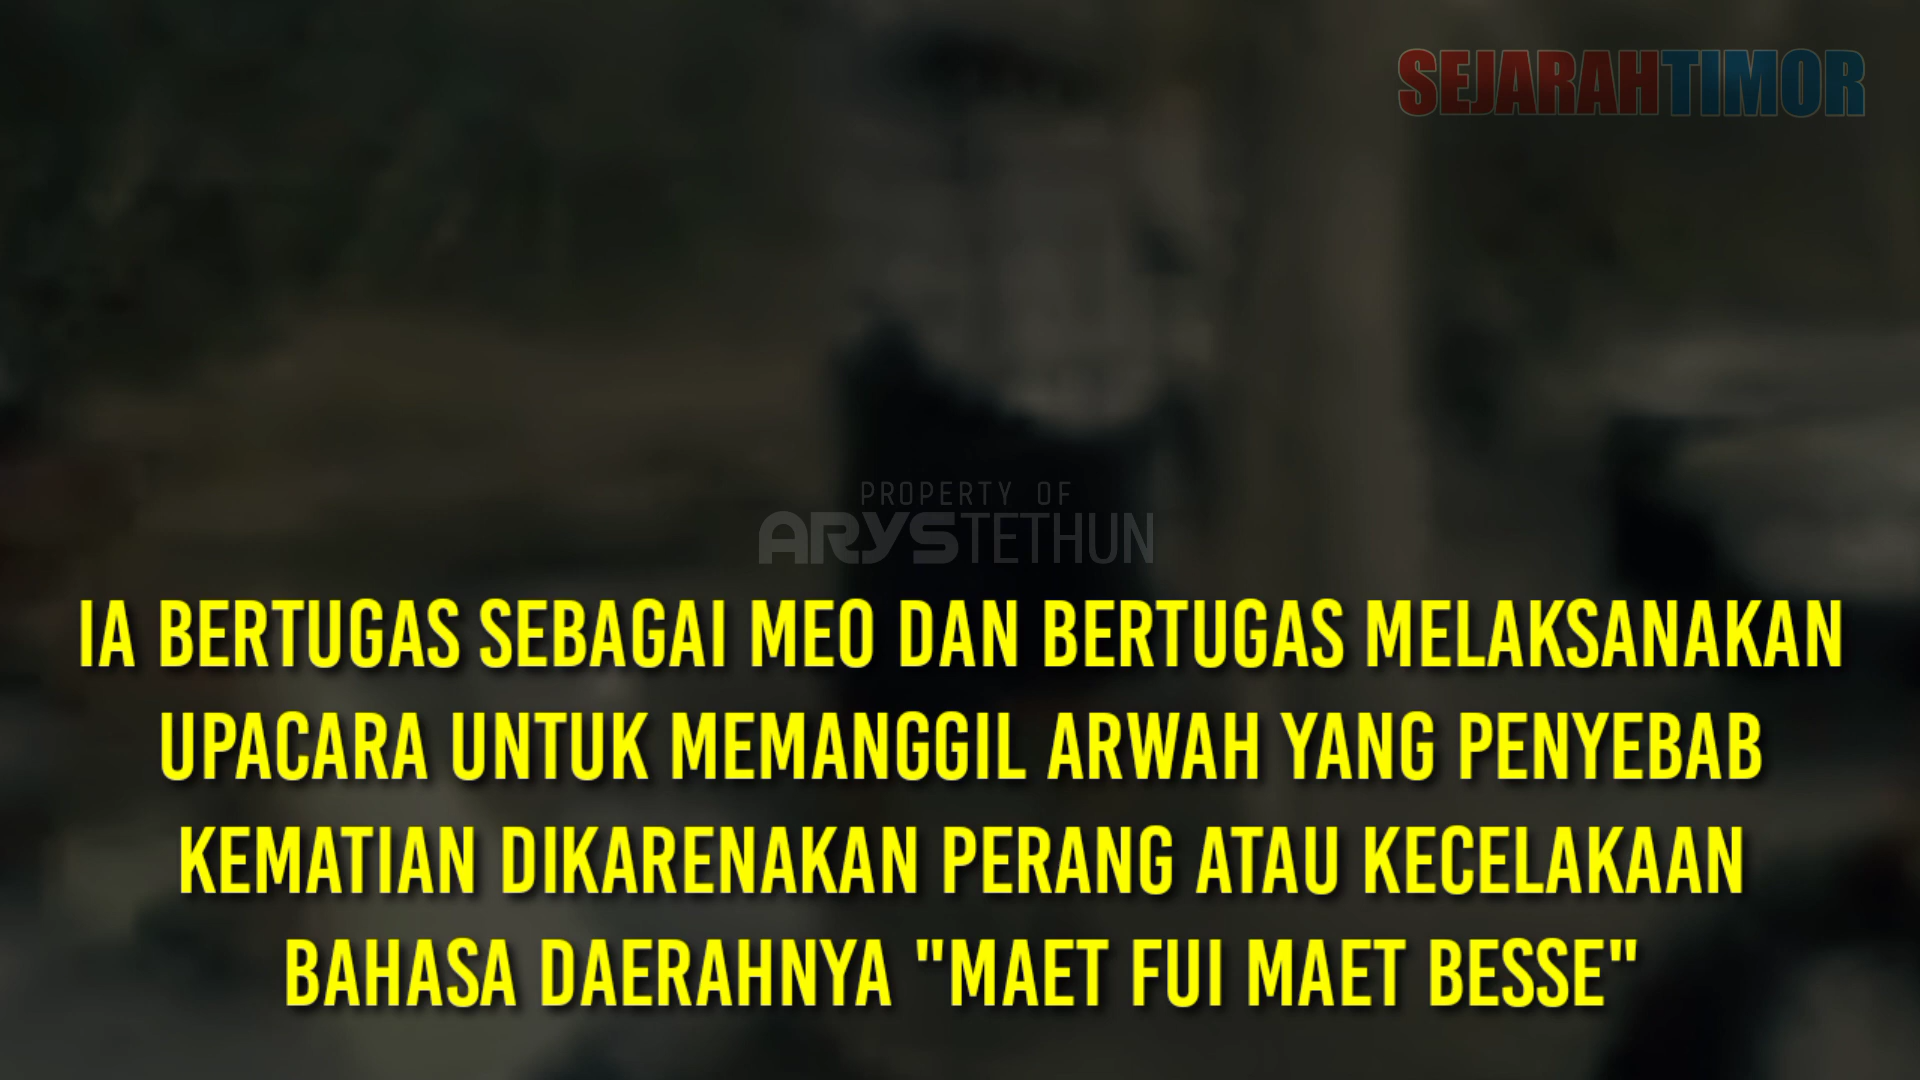 SEJARAHTIMOR
PROPERTY OF
ARYSTETHUN
IA BERTUGAS SEBAGAI MEO DAN BERTUGAS MELAKSANAKAN
UPACARA UNTUK MEMANGGIL ARWAH YANG PENYEBAB
KEMATIAN DIKARENAKAN PERANG ATAU KECELAKAAN
BAHASA DAERAHNYA "MAET FUI MAET BESSE"